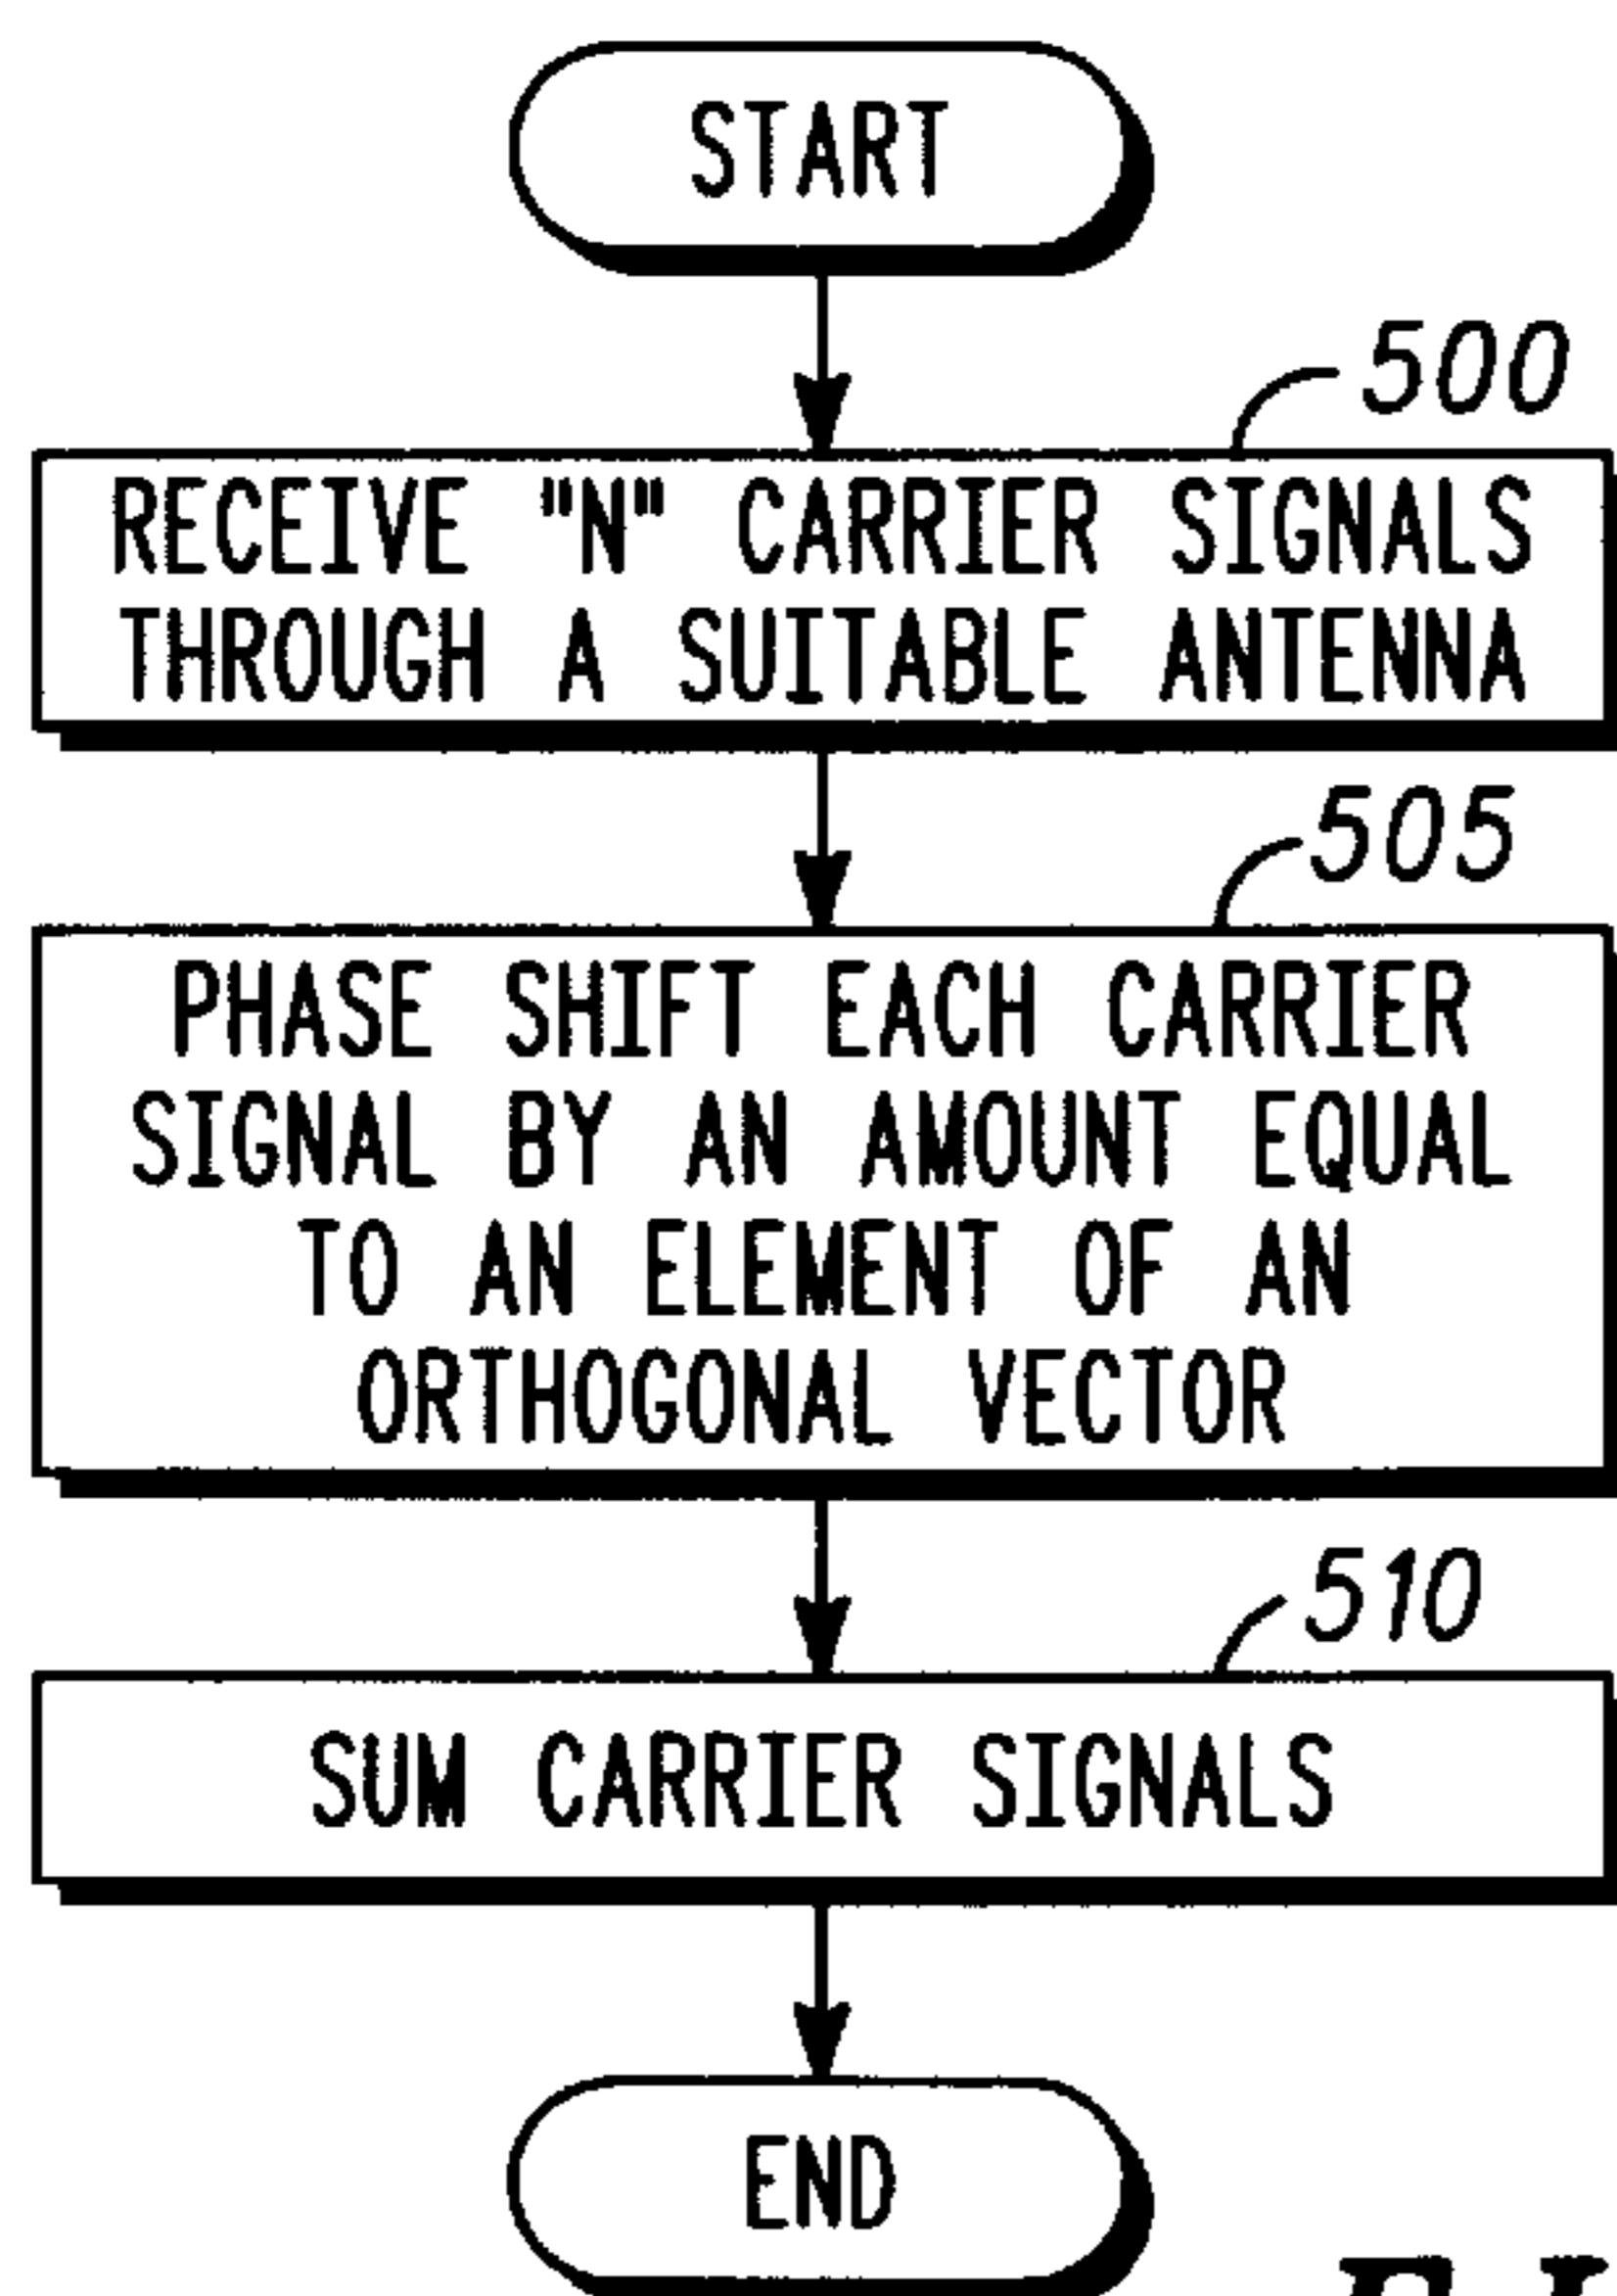 START
500
RECEIVE "N" CARRIER SIGNALS
THROUGH A SUITABLE ANTENNA
505
PHASE SHIFT EACH CARRIER
SIGNAL BY AN AMOUNT EQUAL
TO AN ELEMENT OF AN
ORTHOGONAL VECTOR
510
SUM CARRIER SIGNALS
END